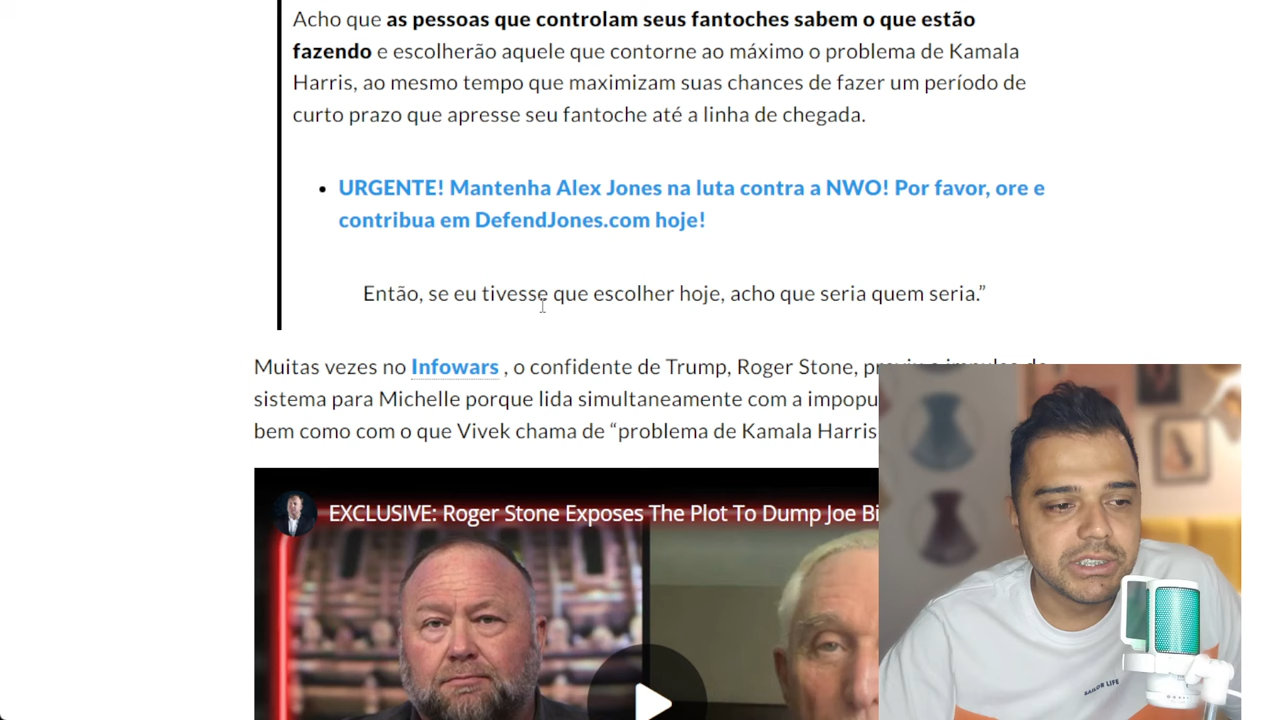 Acho que as pessoas que controlam seus fantoches sabem o que estão
fazendo e escolherão aquele que contorne ao máximo o problema de Kamala
Harris, ao mesmo tempo que maximizam suas chances de fazer um período de
curto prazo que apresse seu fantoche até a linha de chegada.
• URGENTE! Mantenha Alex Jones na luta contra a NWO! Por favor, ore e
contribua em DefendJones.com hoje!
Então, se eu tivesse que escolher hoje, acho que seria quem seria.”
Muitas vezes no Infowars , o confidente de Trump, Roger Stone,
sistema para Michelle porque lida simultaneamente com a
bem como com o que Vivek chama de “problema de Kamala Harris
EXCLUSIVE: Roger Stone Exposes The Plot To Dump Joe
SAILOR LIFE